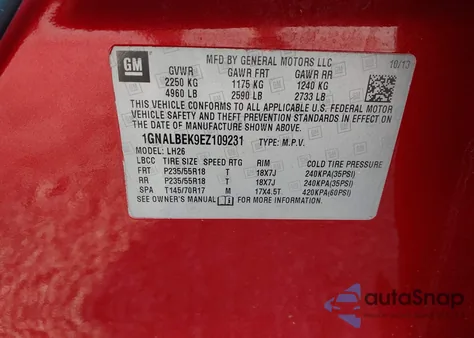 GM MFD BY GENERAL MOTORS LLC 10/13
GVWR GAWR FRT GAWR RR
2250 KG 1175 KG 1240 KG
4960 LB 2590 LB 2733 LB
THIS VEHICLE CONFORMS TO ALL APPLICABLE U.S. FEDERAL MOTOR
VEHICLE SAFETY AND THEFT PREVENTION STANDARDS IN EFFECT ON
THE DATE OF MANUFACTURE SHOWN ABOVE.
1GNALBEK9EZ109231 TYPE: M.P.V.
MODEL: LH26
LBCC TIRE SIZE SPEED RTG RIM COLD TIRE PRESSURE
FRT P235/55R18 T 18X7J 240KPA(35PSI)
RR P235/55R18 T 18X7J 240KPA(35PSI)
SPA T145/70R17 M 17X4.5T 420KPA(60PSI)
SEE OWNER'S MANUAL FOR MORE INFORMATION
autoSnap